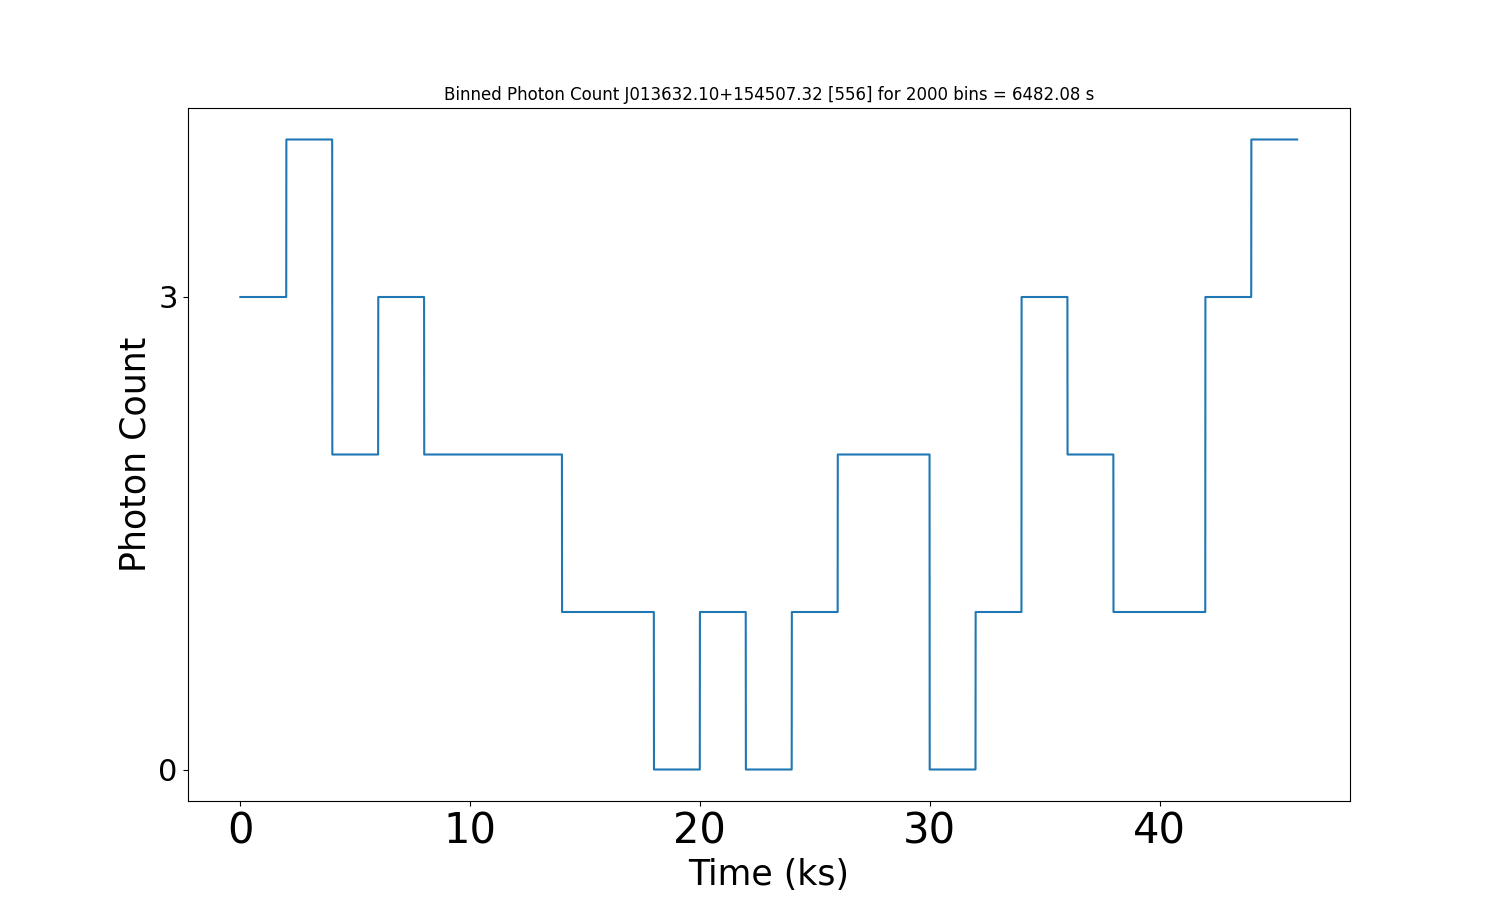 Binned Photon Count J013632.10+154507.32 [556] for 2000 bins = 6482.08 s
3
Photon Count
0
0 10 20 30 40
Time (ks)